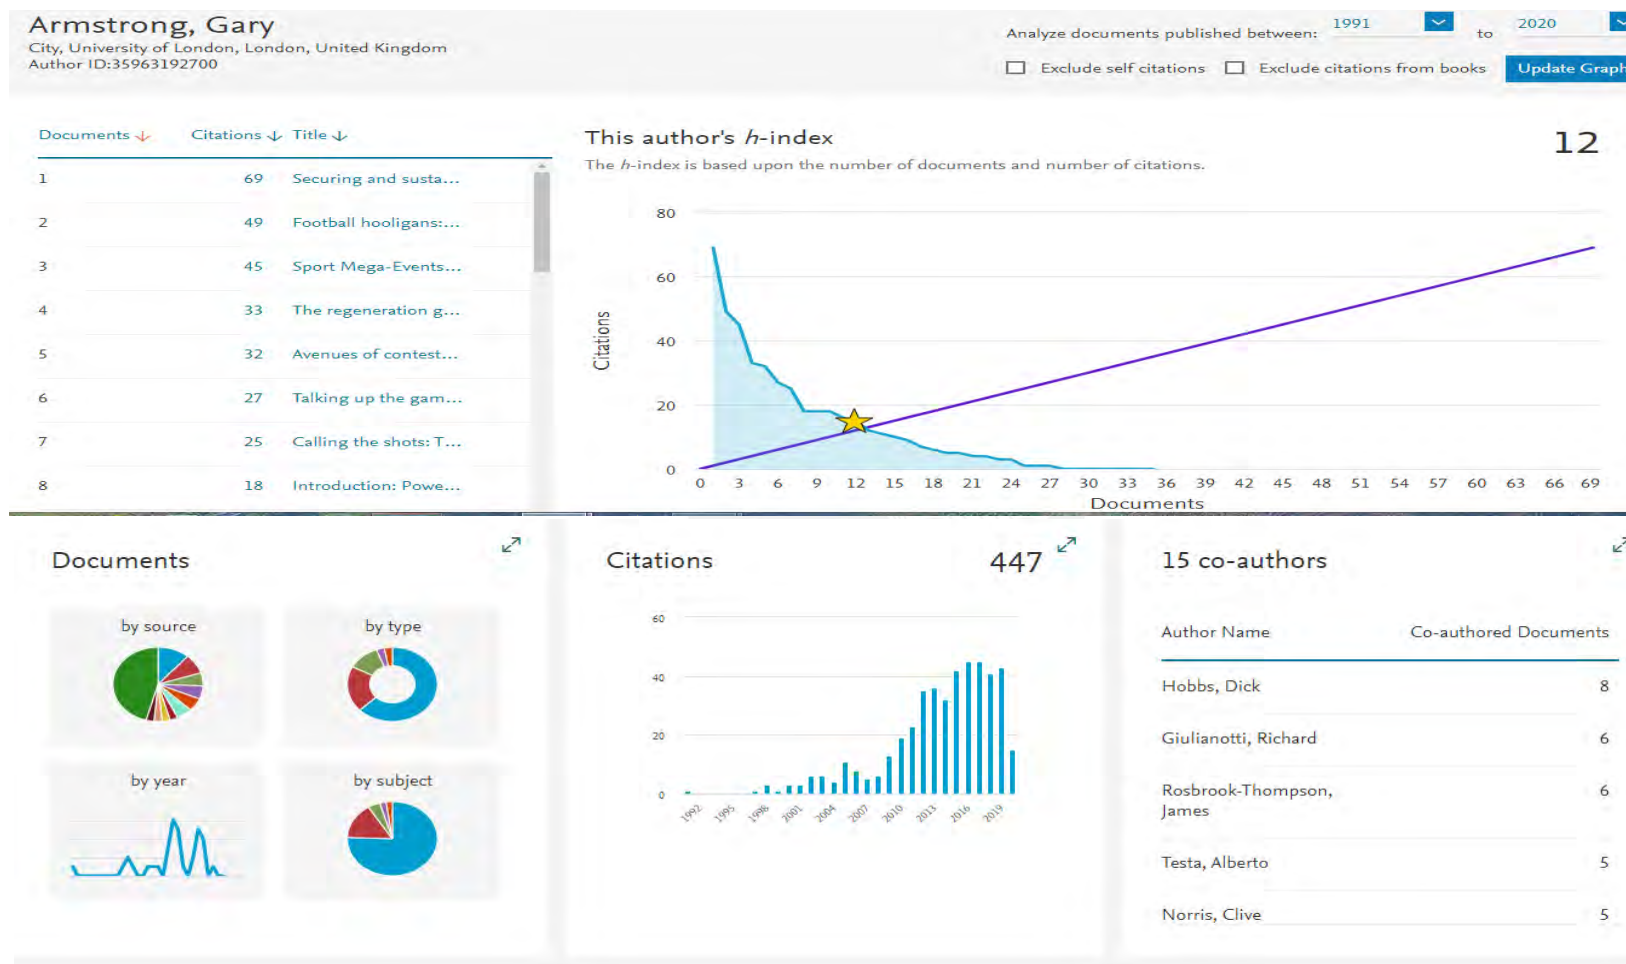 Armstrong, Gary
City, University of London, London, United Kingdom
Author ID:35963192700
Analyze documents published between: 1991 to 2020
Exclude self citations Exclude citations from books Update Graph
Documents Citations Title
1 69 Securing and susta...
2 49 Football hooligans:...
3 45 Sport Mega-Events...
4 33 The regeneration g...
5 32 Avenues of contest...
6 27 Talking up the gam...
7 25 Calling the shots: T...
8 18 Introduction: Powe...
This author's h-index 12
The h-index is based upon the number of documents and number of citations.
80
60
40
20
0
Citations
0 3 6 9 12 15 18 21 24 27 30 33 36 39 42 45 48 51 54 57 60 63 66 69
Documents
Documents
by source
by type
by year
by subject
Citations 447
60
40
20
0
1992 1995 1998 2001 2004 2007 2010 2013 2016 2019
15 co-authors
Author Name Co-authored Documents
Hobbs, Dick 8
Giulianotti, Richard 6
Rosbrook-Thompson, 6
James
Testa, Alberto 5
Norris, Clive 5